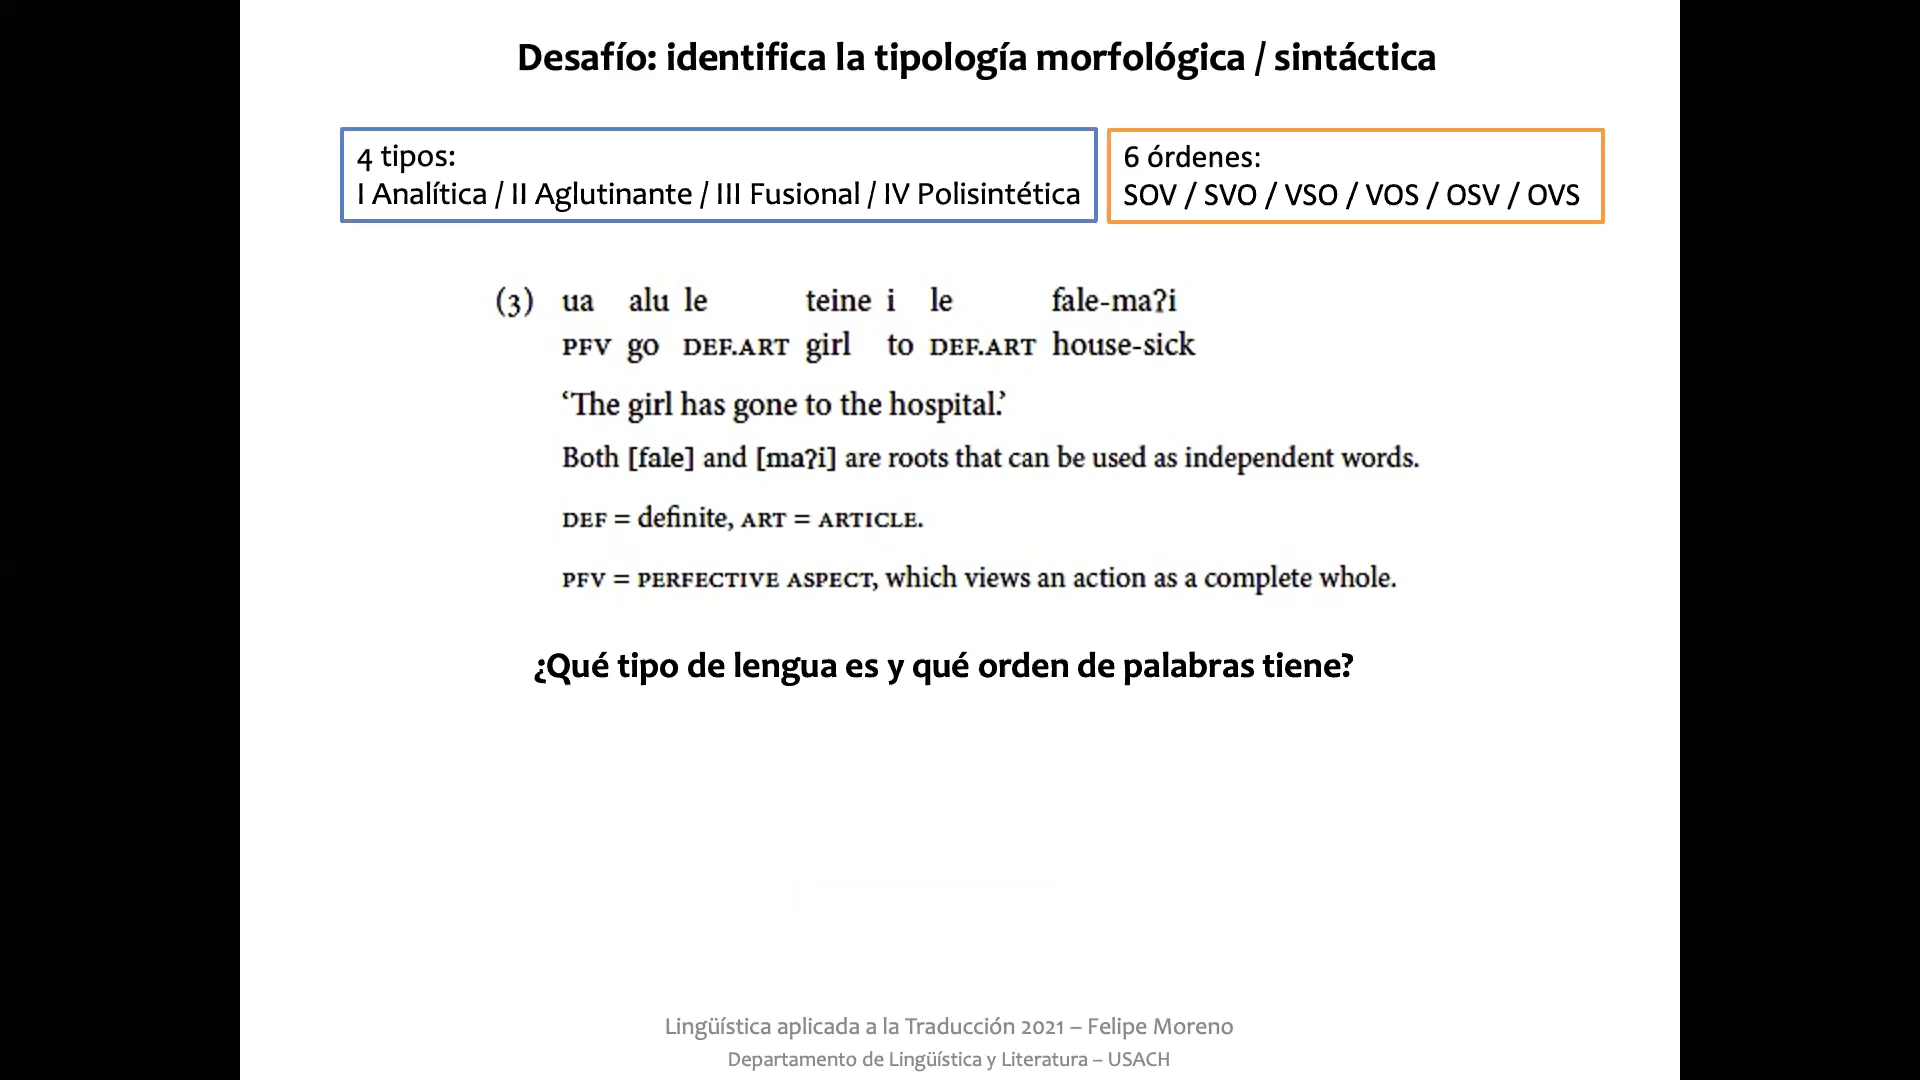 Desafío: identifica la tipología morfológica / sintáctica
4 tipos:
I Analítica / II Aglutinante / III Fusional / IV Polisintética
6 órdenes:
SOV / SVO / VSO / VOS / OSV / OVS
(3) ua alu le teine i le fale-maʔi
PFV go DEF.ART girl to DEF.ART house-sick
‘The girl has gone to the hospital.’
Both [fale] and [maʔi] are roots that can be used as independent words.
DEF = definite, ART = ARTICLE.
PFV = PERFECTIVE ASPECT, which views an action as a complete whole.
¿Qué tipo de lengua es y qué orden de palabras tiene?
Lingüística aplicada a la Traducción 2021 – Felipe Moreno
Departamento de Lingüística y Literatura – USACH